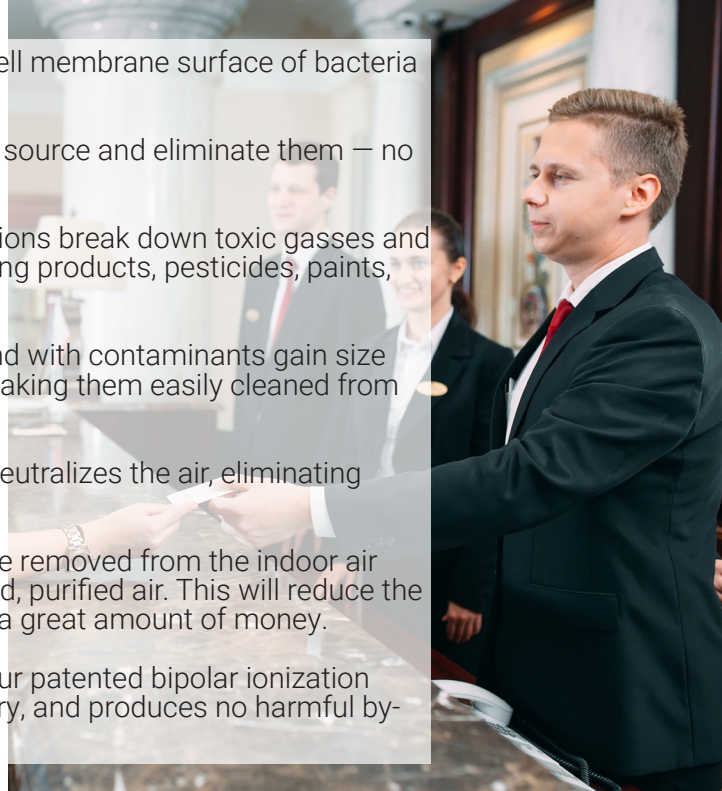 ell membrane surface of bacteria
source and eliminate them — no
ions break down toxic gasses and
ng products, pesticides, paints,
nd with contaminants gain size
aking them easily cleaned from
eutralizes the air, eliminating
e removed from the indoor air
d, purified air. This will reduce the
a great amount of money.
ur patented bipolar ionization
ry, and produces no harmful by-